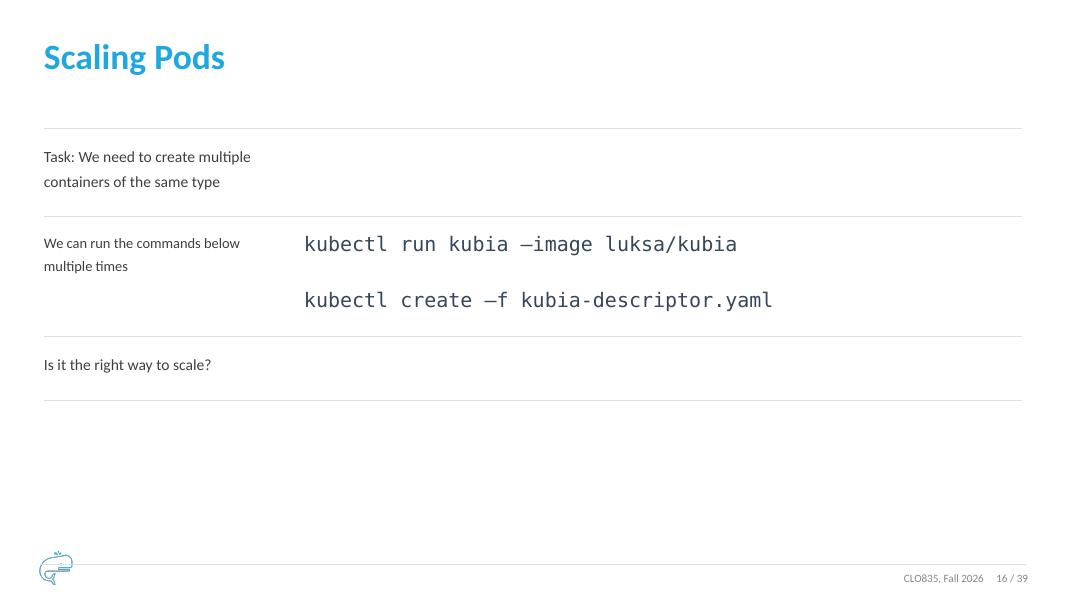 Scaling Pods
Task: We need to create multiple
containers of the same type
We can run the commands below
multiple times
kubectl run kubia –image luksa/kubia
kubectl create –f kubia-descriptor.yaml
Is it the right way to scale?
CLO835, Fall 2026 16 / 39